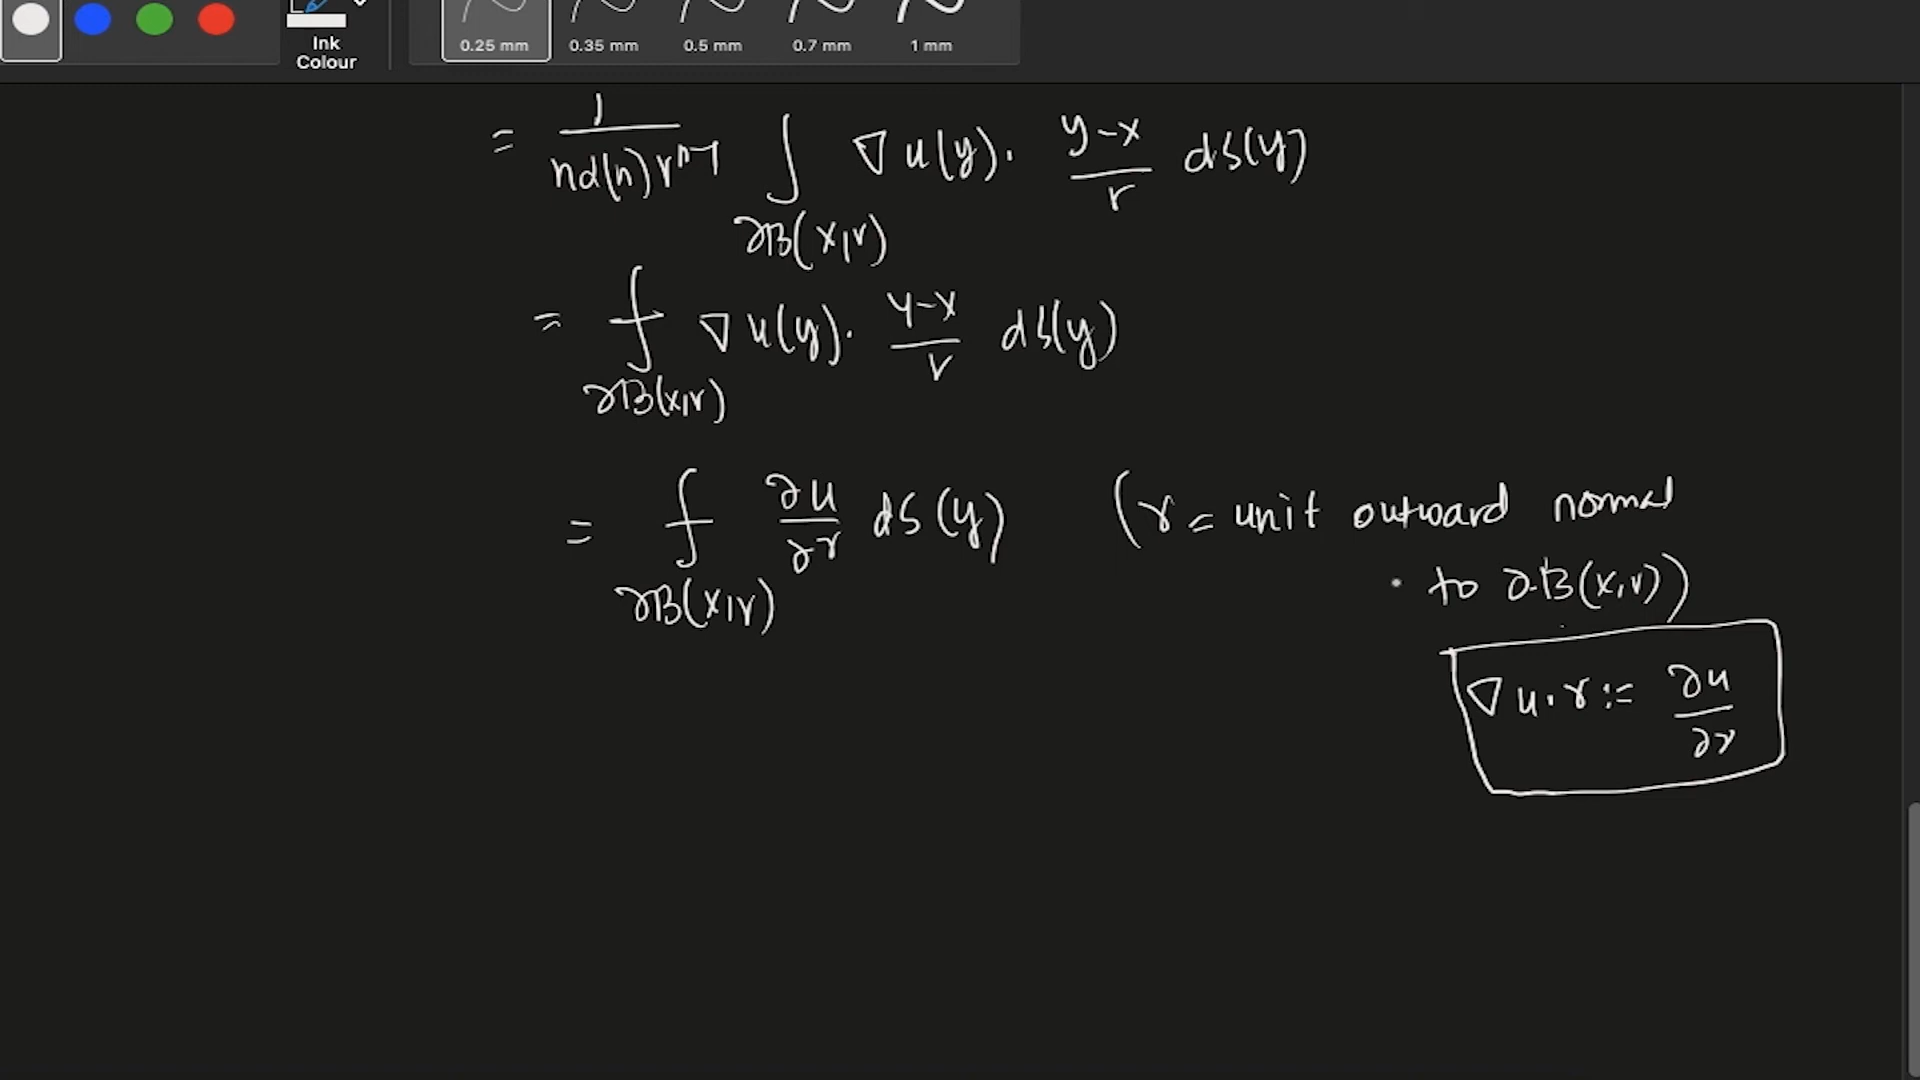 Ink
Colour
0.25 mm 0.35 mm 0.5 mm 0.7 mm 1 mm
= 1/(nα(n)r^{n-1}) ∫_{∂B(x,r)} ∇u(y)· (y-x)/r dS(y)
= ⨍_{∂B(x,r)} ∇u(y)· (y-x)/r dS(y)
= ⨍_{∂B(x,r)} ∂u/∂γ dS(y) (γ = unit outward normal
to ∂B(x,r))
∇u·γ := ∂u/∂γ